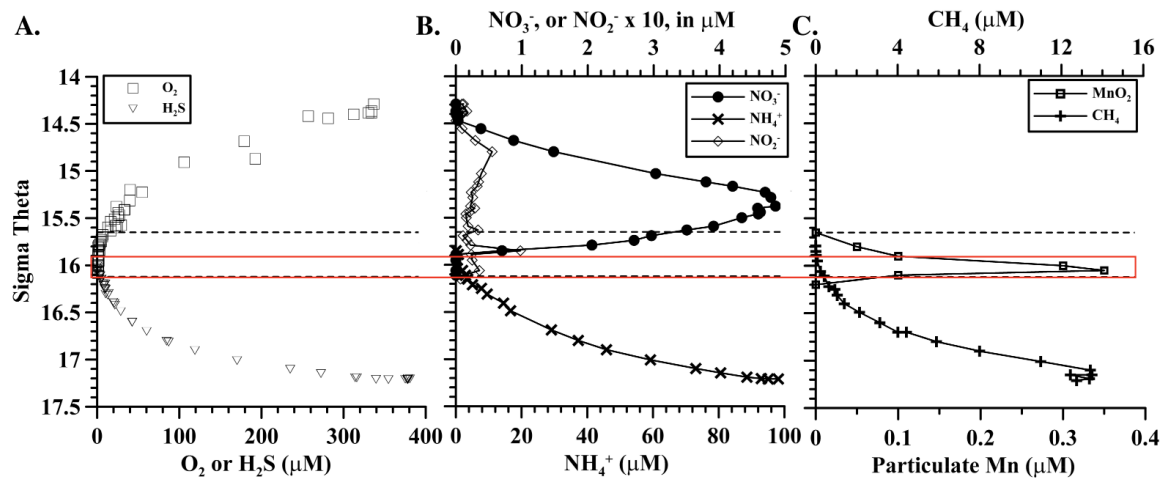 A.
O₂
H₂S
Sigma Theta
14
14.5
15
15.5
16
16.5
17
17.5
0 100 200 300 400
O₂ or H₂S (μM)
B.
NO₃⁻, or NO₂⁻ x 10, in μM
0 1 2 3 4 5
NO₃⁻
NH₄⁺
NO₂⁻
0 20 40 60 80 100
NH₄⁺ (μM)
C.
CH₄ (μM)
0 4 8 12 16
MnO₂
CH₄
0 0.1 0.2 0.3 0.4
Particulate Mn (μM)